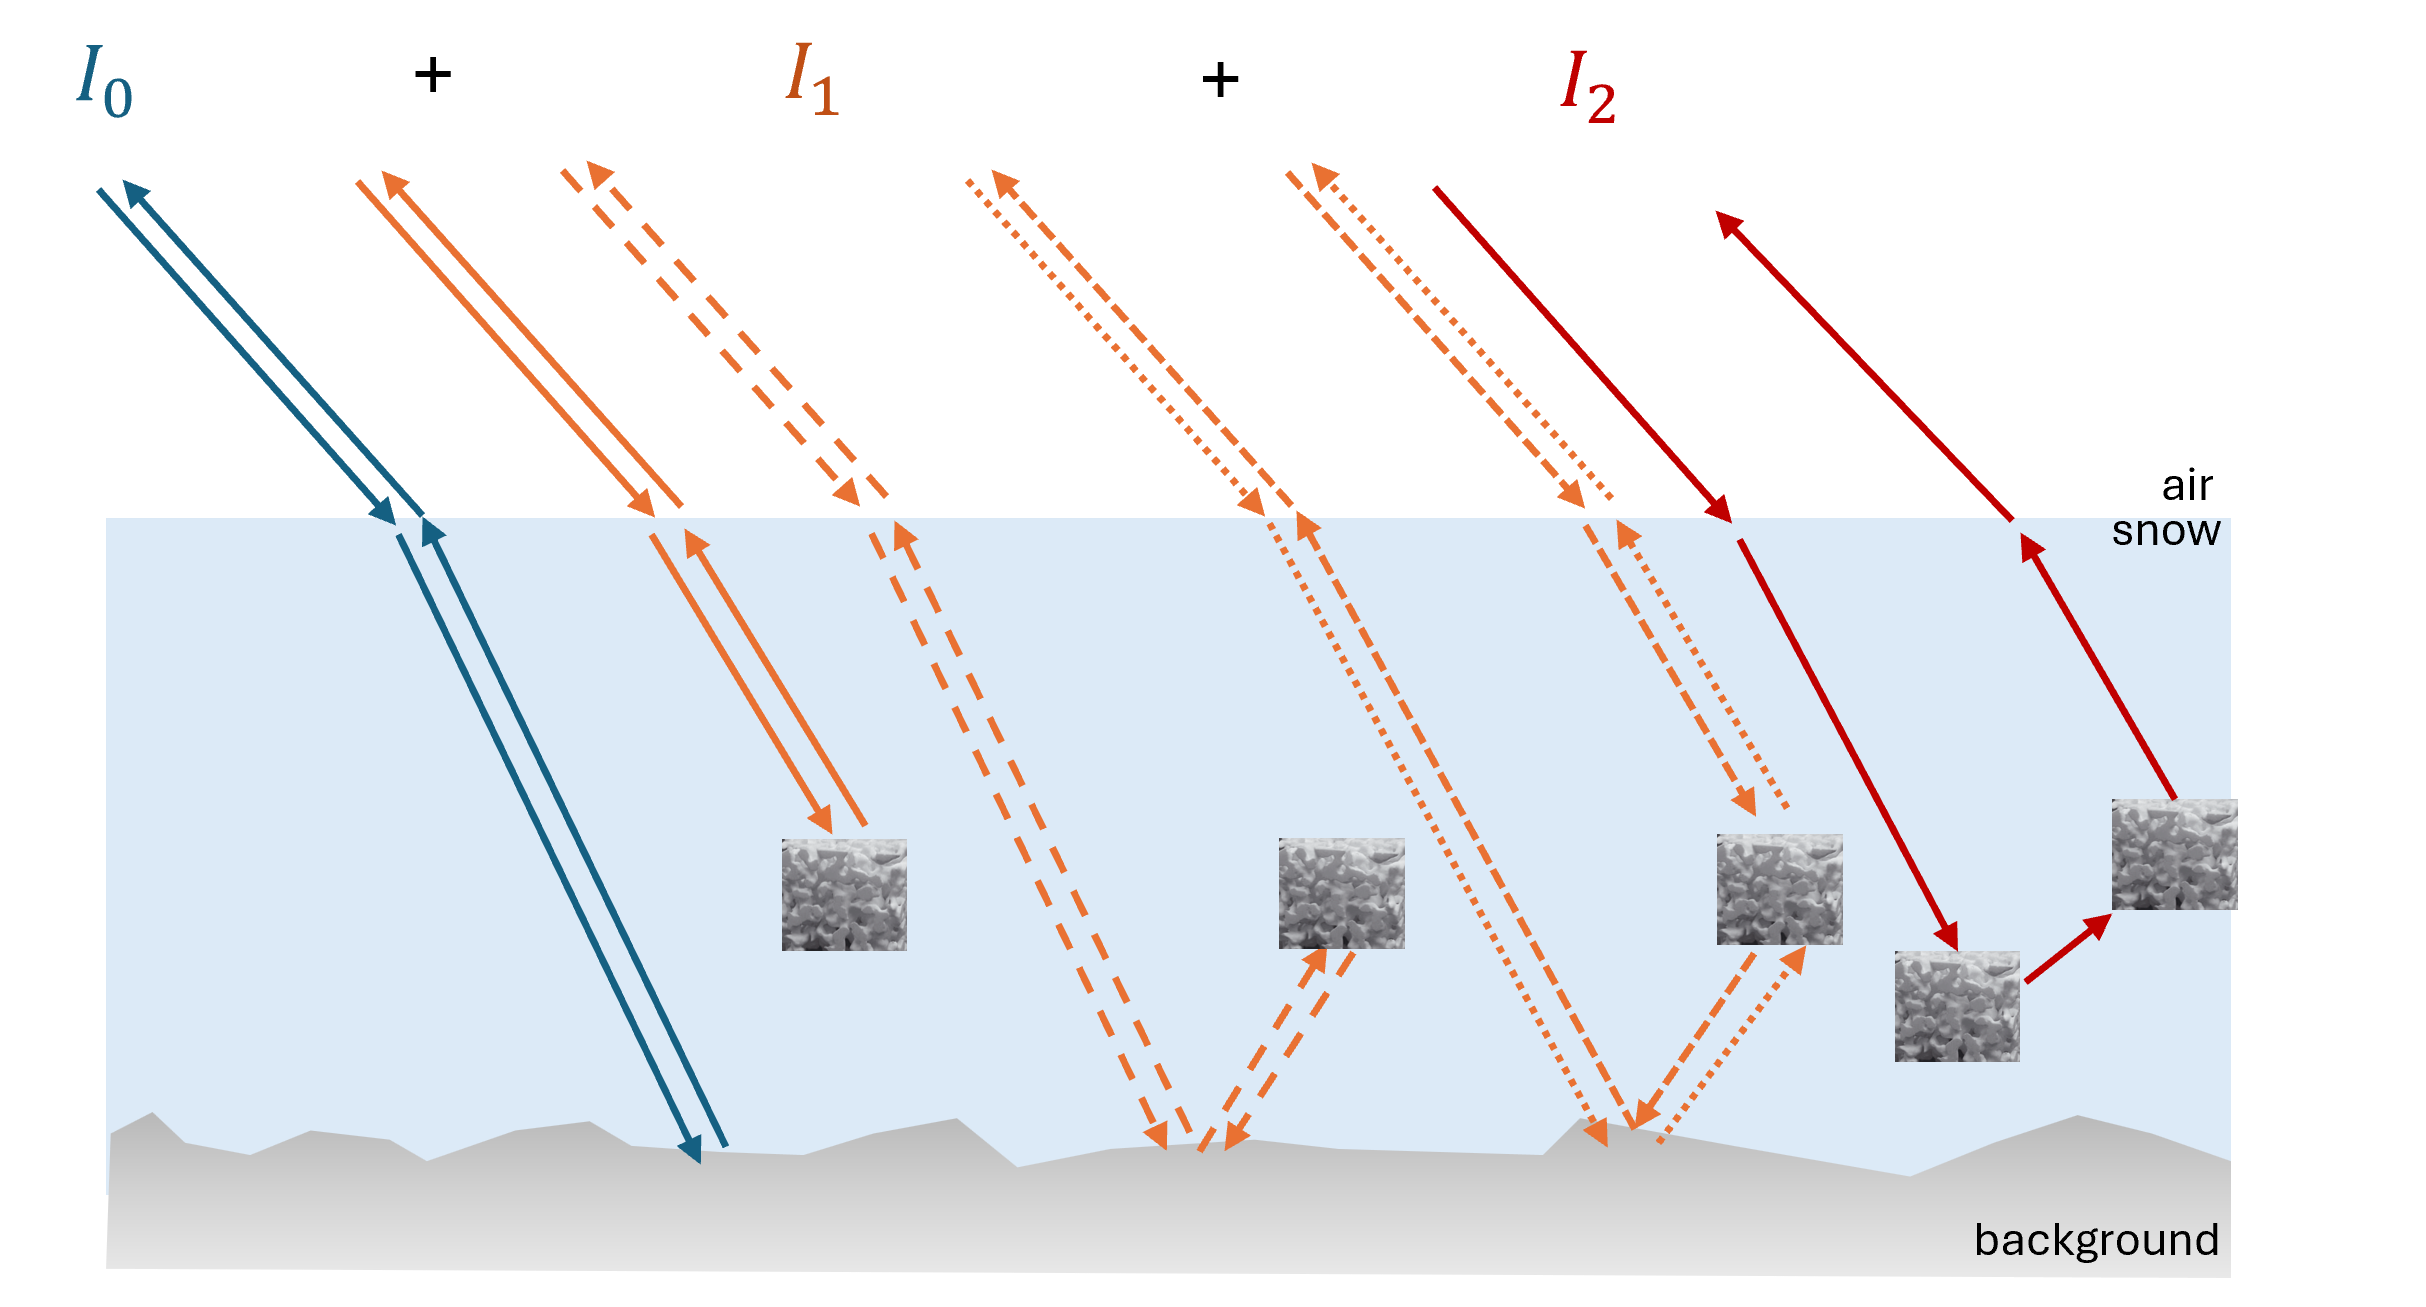 I₀ + I₁ + I₂
air
snow
background